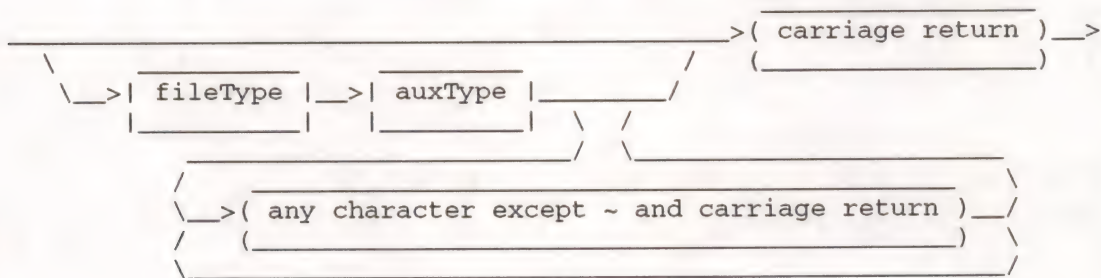 carriage return
fileType auxType
any character except ~ and carriage return